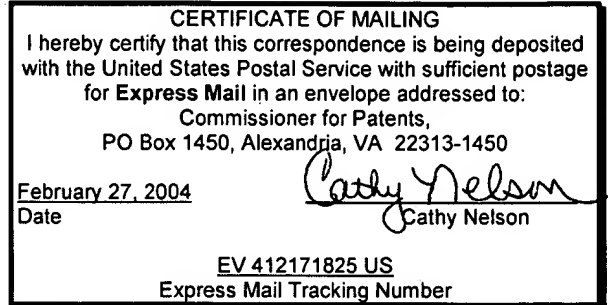 CERTIFICATE OF MAILING
I hereby certify that this correspondence is being deposited
with the United States Postal Service with sufficient postage
for Express Mail in an envelope addressed to:
Commissioner for Patents,
PO Box 1450, Alexandria, VA 22313-1450
February 27, 2004 Cathy Nelson
Date Cathy Nelson
EV 412171825 US
Express Mail Tracking Number